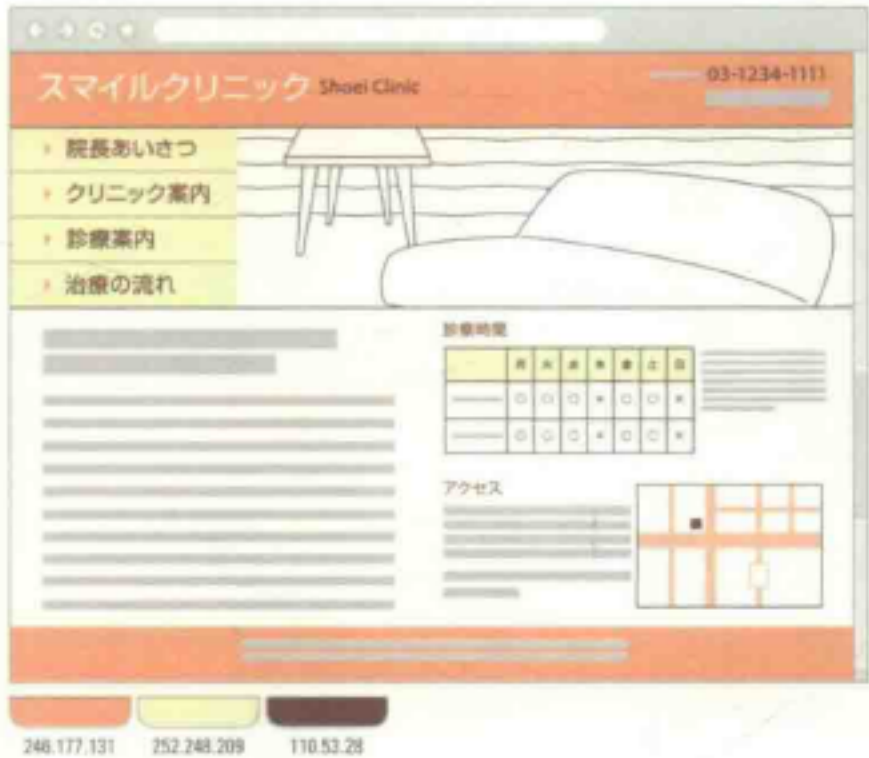 スマイルクリニック Shoei Clinic
03-1234-1111
院長あいさつ
クリニック案内
診療案内
治療の流れ
診療時間
月 火 水 木 金 土 日
○ ○ ○ × ○ ○ ×
○ ○ ○ × ○ ○ ×
アクセス
246.177.131 252.248.209 110.53.28